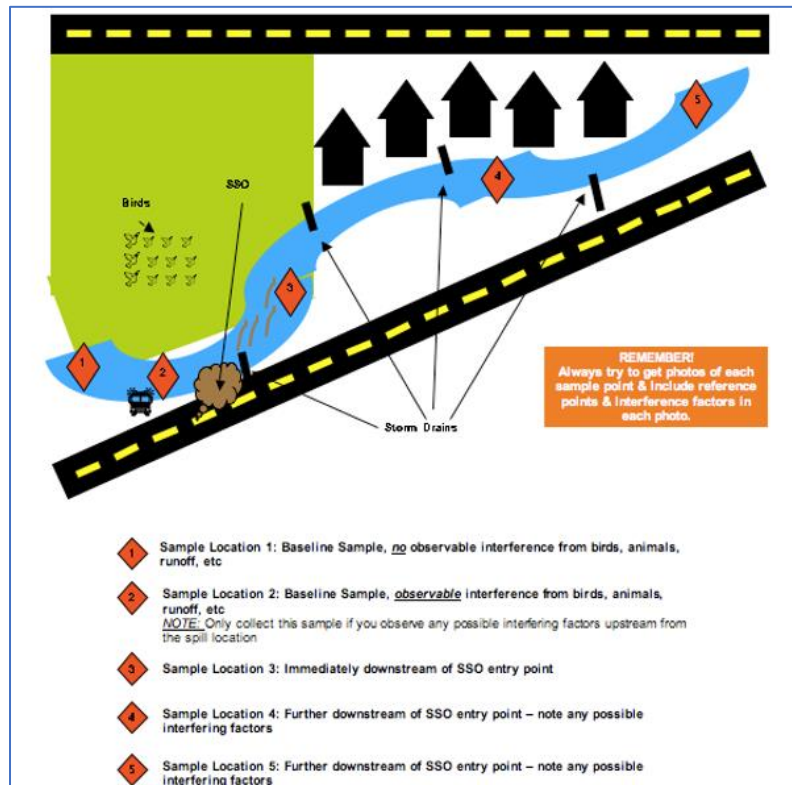 5
4
SSO
Birds
3
1
2
REMEMBER!
Always try to get photos of each
sample point & Include reference
points & Interference factors in
each photo.
Storm Drains
1
Sample Location 1: Baseline Sample, no observable interference from birds, animals,
runoff, etc
2
Sample Location 2: Baseline Sample, observable interference from birds, animals,
runoff, etc
NOTE: Only collect this sample if you observe any possible interfering factors upstream from
the spill location
3
Sample Location 3: Immediately downstream of SSO entry point
4
Sample Location 4: Further downstream of SSO entry point – note any possible
interfering factors
5
Sample Location 5: Further downstream of SSO entry point – note any possible
interfering factors